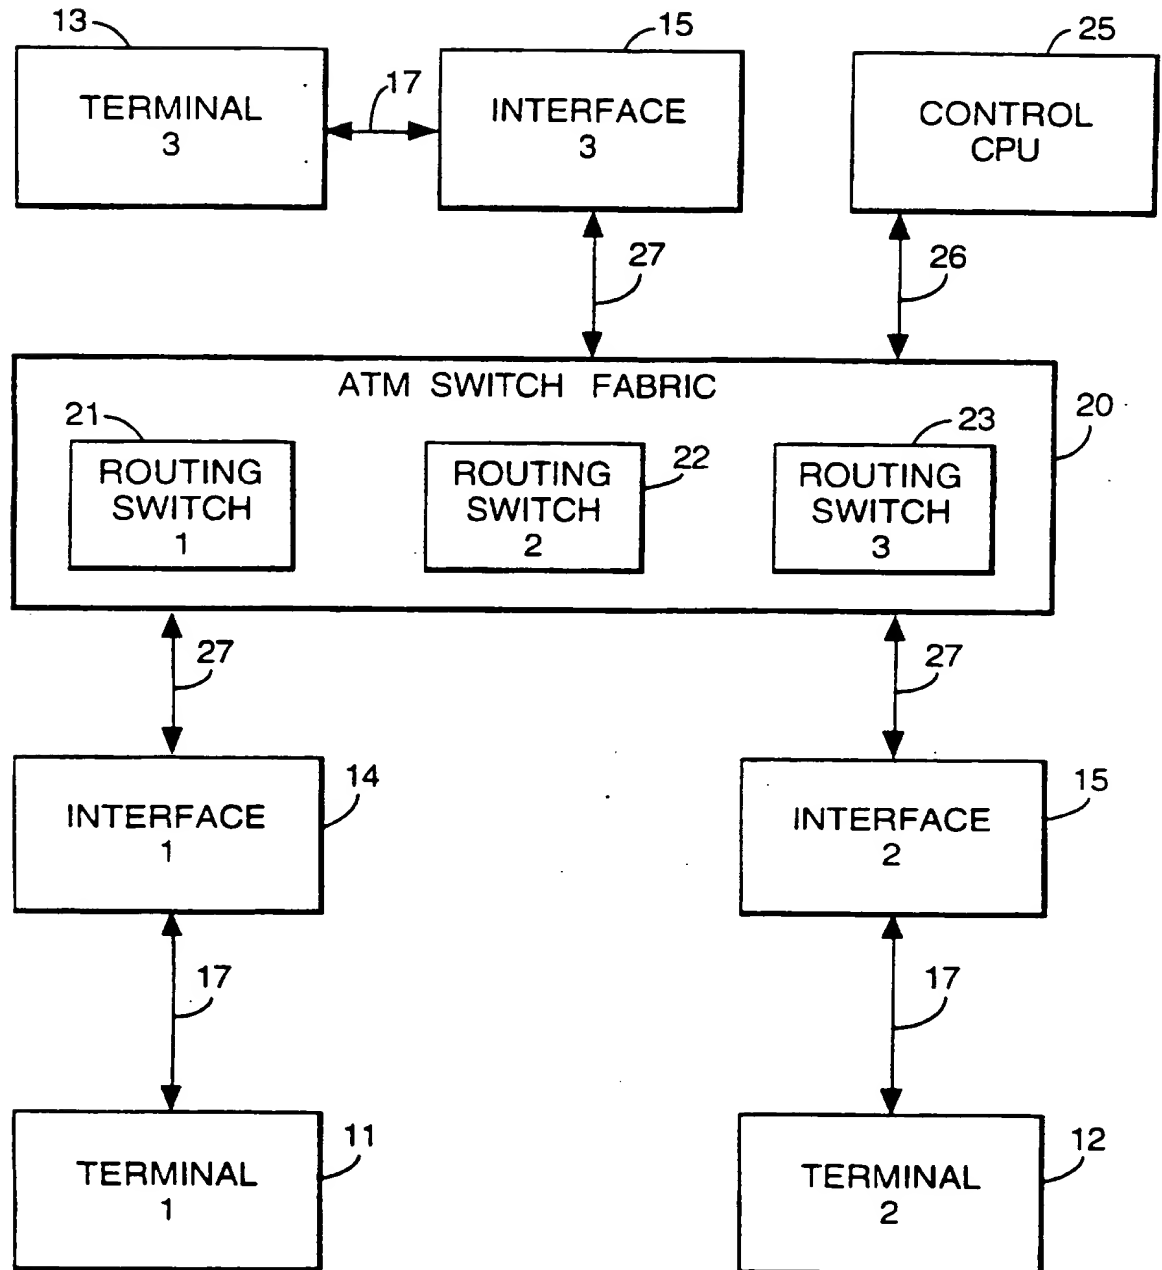 13
15
25
TERMINAL
3
17
INTERFACE
3
CONTROL
CPU
27
26
ATM SWITCH FABRIC
20
21
ROUTING
SWITCH
1
22
ROUTING
SWITCH
2
23
ROUTING
SWITCH
3
27
27
14
INTERFACE
1
15
INTERFACE
2
17
17
11
TERMINAL
1
12
TERMINAL
2